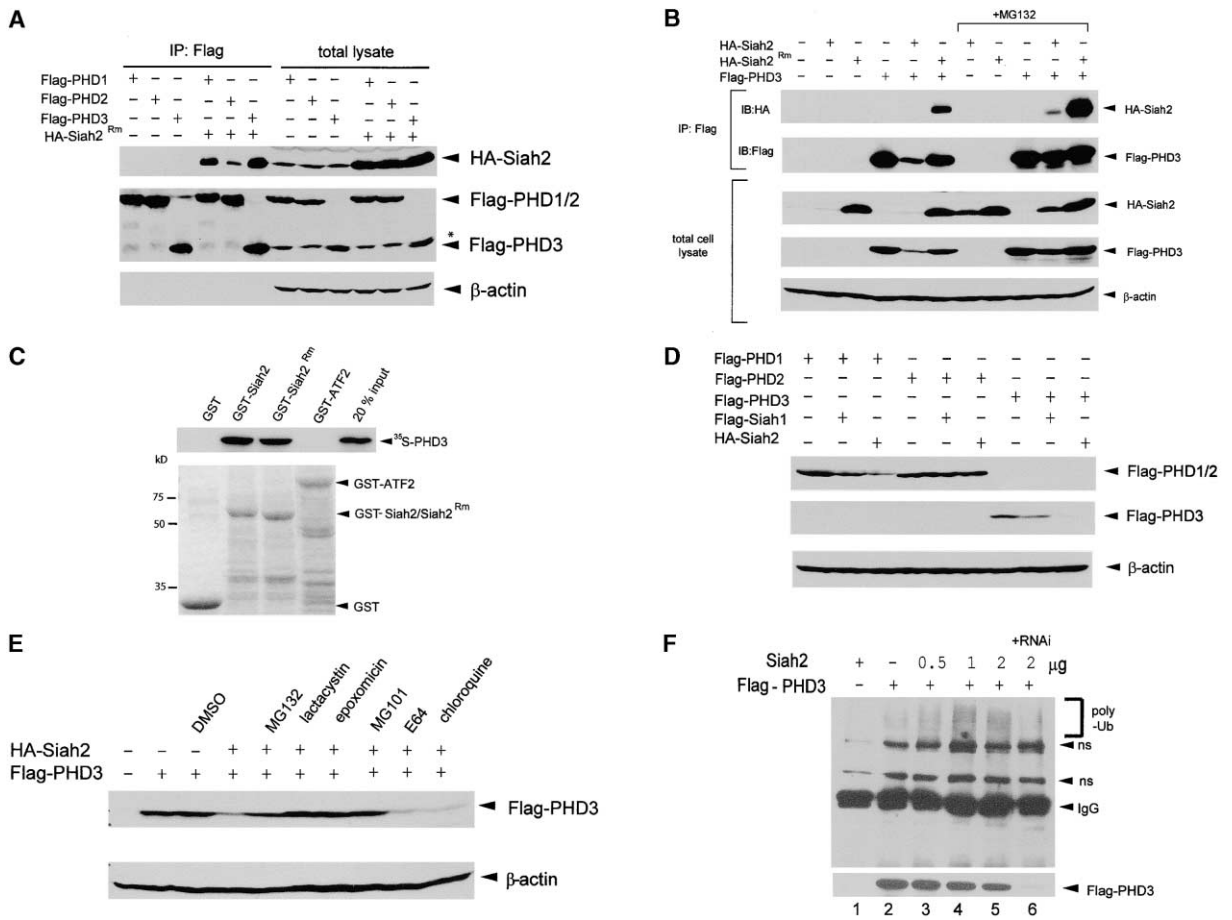 A
IP: Flag total lysate
Flag-PHD1 + − − + − − + − − + − −
Flag-PHD2 − + − − + − − + − − + −
Flag-PHD3 − − + − − + − − + − − +
HA-Siah2 Rm − − − + + + − − − + + +
HA-Siah2
Flag-PHD1/2
*
Flag-PHD3
β-actin
B
+MG132
HA-Siah2 − + − − + − + − − + −
HA-Siah2 Rm − − + − − + − + − − +
Flag-PHD3 − − − + + + − − + + +
IP: Flag
IB:HA
HA-Siah2
IB:Flag
Flag-PHD3
total cell
lysate
HA-Siah2
Flag-PHD3
β-actin
C
GST
GST-Siah2
GST-Siah2 Rm
GST-ATF2
20 % input
35S-PHD3
kD
75
50
35
GST-ATF2
GST-Siah2/Siah2 Rm
GST
D
Flag-PHD1 + + + − − − − − −
Flag-PHD2 − − − + + + − − −
Flag-PHD3 − − − − − − + + +
Flag-Siah1 − + − − + − − + −
HA-Siah2 − − + − − + − − +
Flag-PHD1/2
Flag-PHD3
β-actin
E
DMSO
MG132
lactacystin
epoxomicin
MG101
E64
chloroquine
HA-Siah2 − − − + + + + + + +
Flag-PHD3 − + + + + + + + + +
Flag-PHD3
β-actin
F
+RNAi
Siah2 + − 0.5 1 2 2 μg
Flag - PHD3 − + + + + +
poly
-Ub
ns
ns
IgG
Flag-PHD3
1 2 3 4 5 6